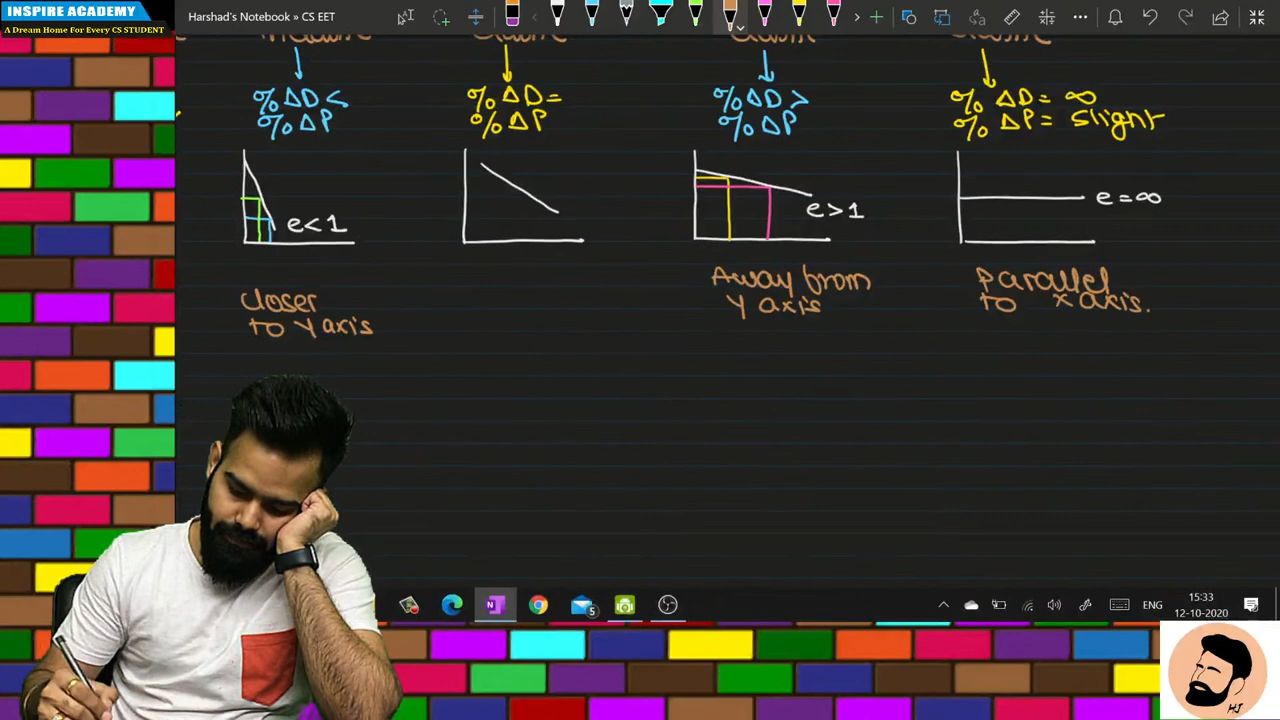 INSPIRE ACADEMY
A Dream Home For Every CS STUDENT
Harshad's Notebook » CS EET
%ΔD <
%ΔP
%ΔD =
%ΔP
%ΔD >
%ΔP
% ΔD = ∞
% ΔP = Slight
e < 1
e > 1
e = ∞
Closer
to Y axis
Away from
Y axis
Parallel
to X axis.
N
5
ENG
15:33
12-10-2020
HJ